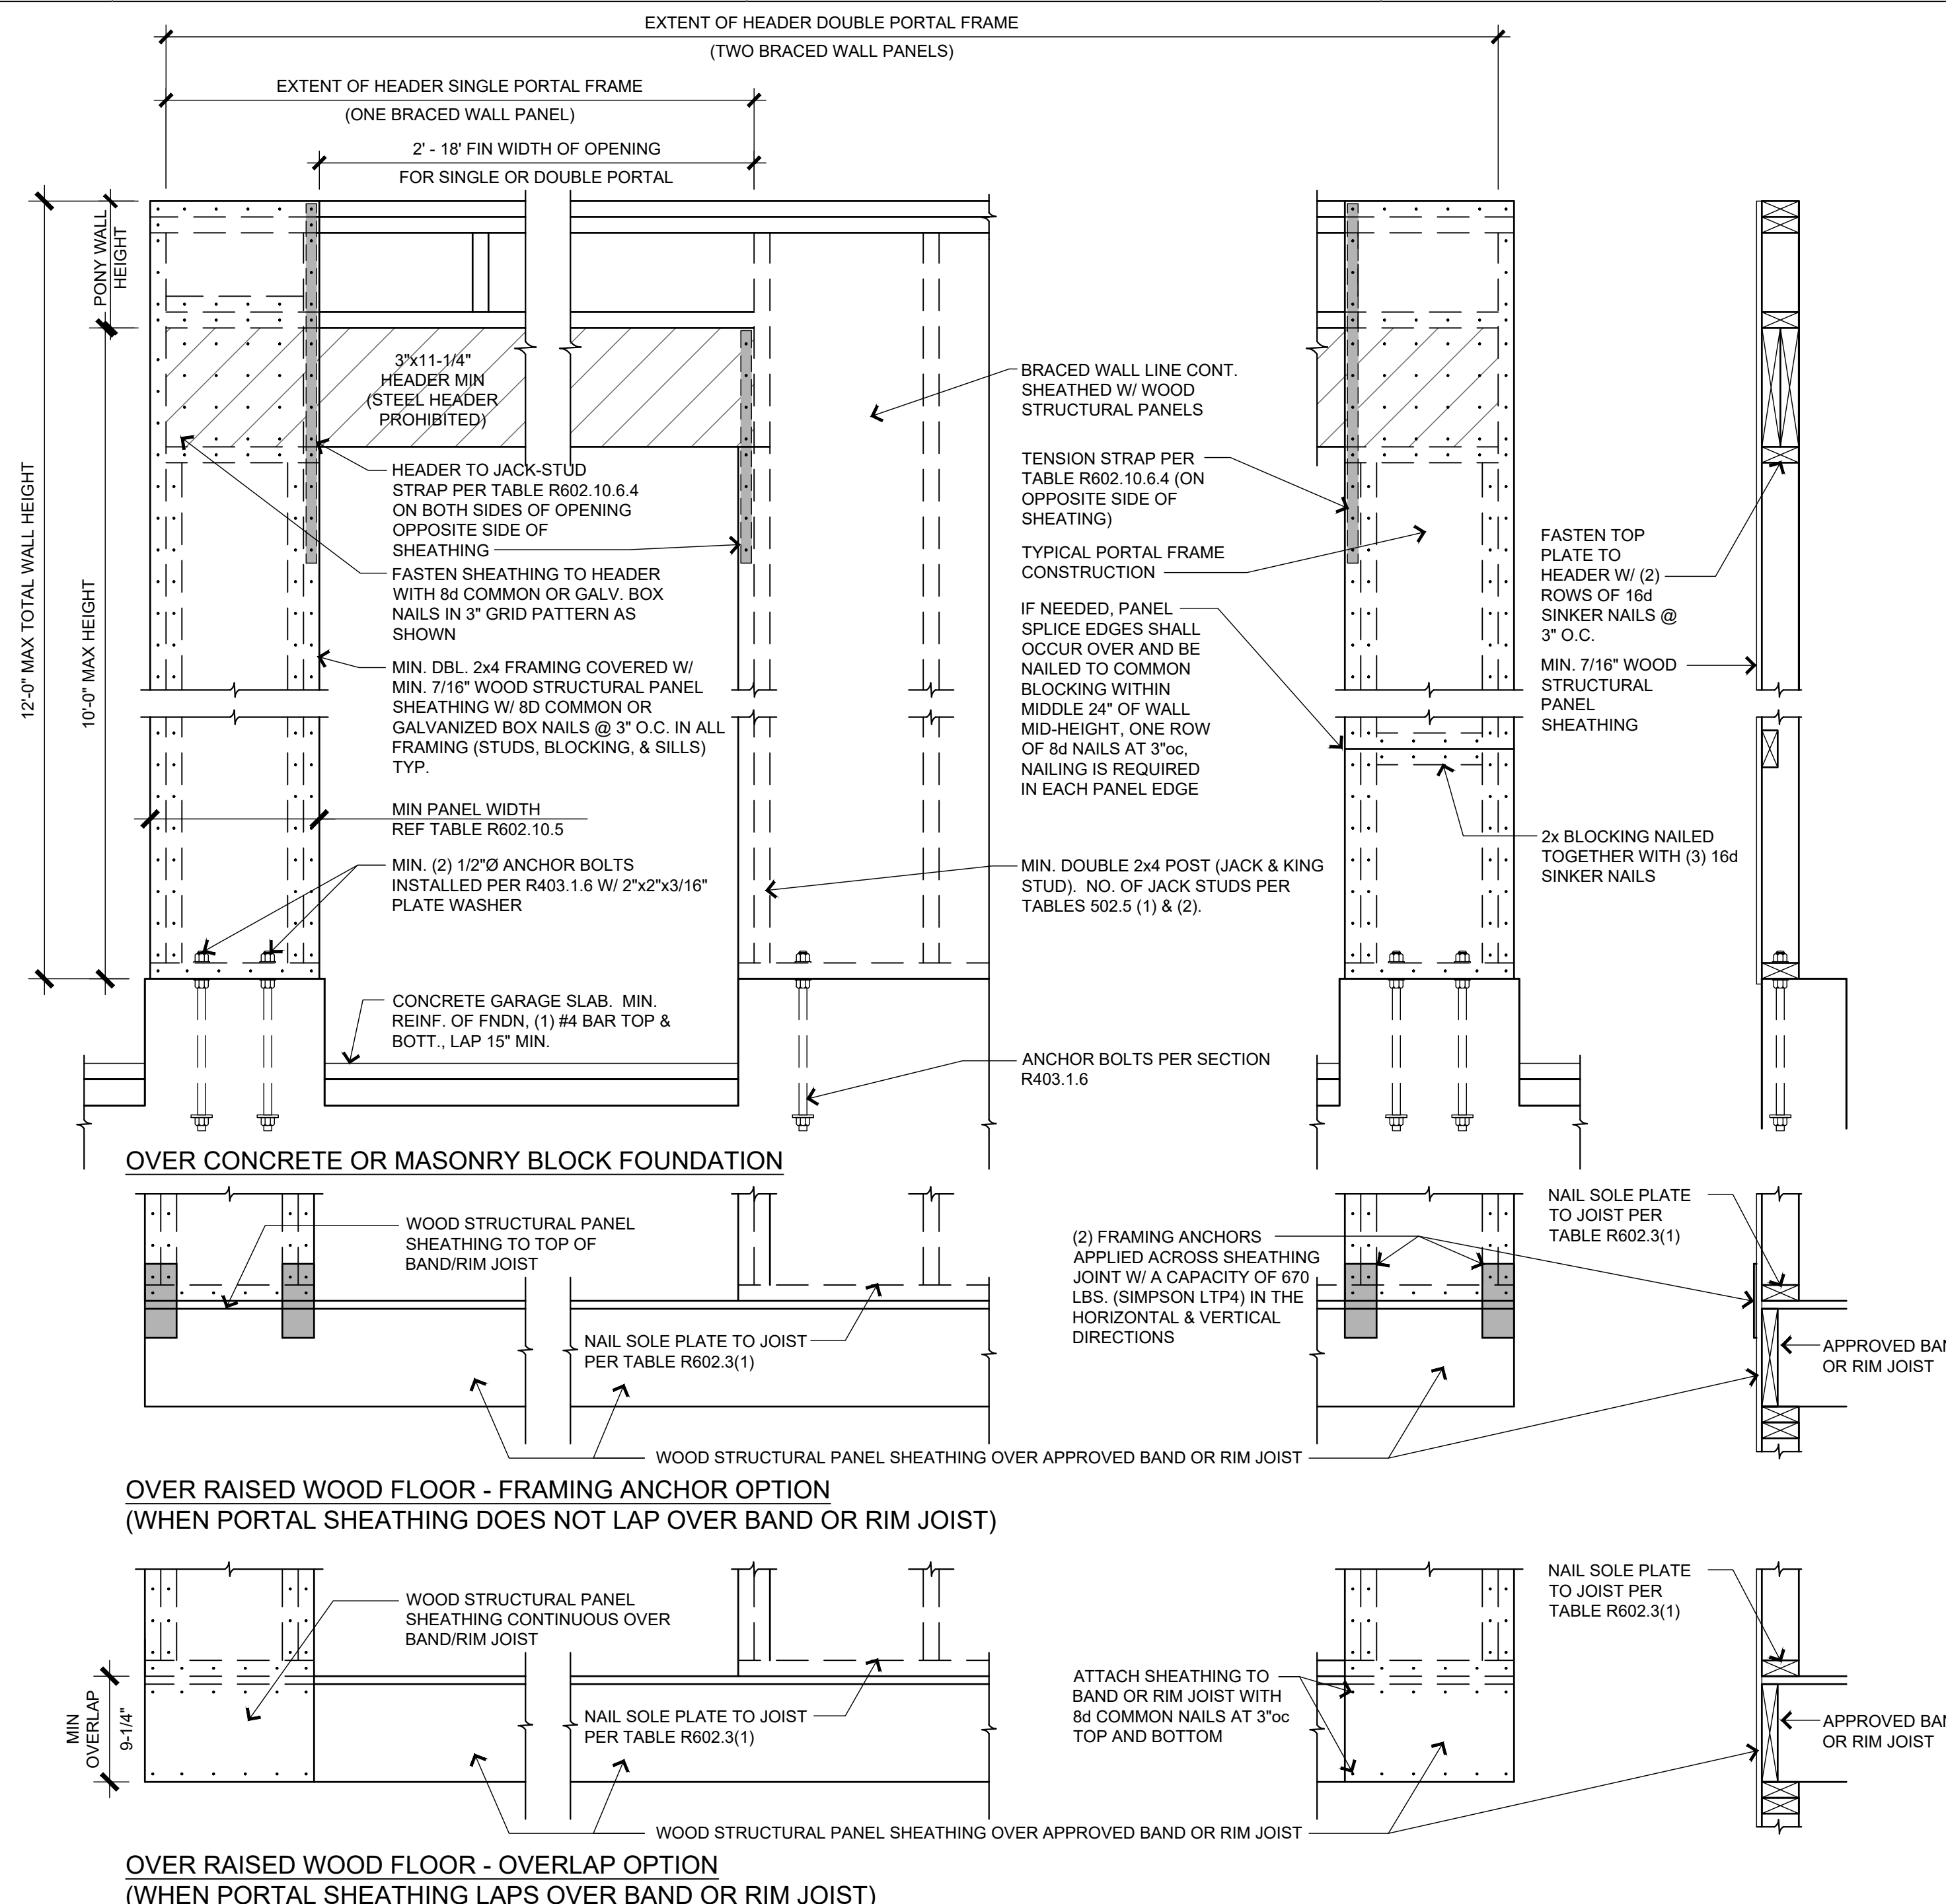 EXTENT OF HEADER DOUBLE PORTAL FRAME
(TWO BRACED WALL PANELS)
EXTENT OF HEADER SINGLE PORTAL FRAME
(ONE BRACED WALL PANEL)
2' - 18' FIN WIDTH OF OPENING
FOR SINGLE OR DOUBLE PORTAL
12'-0" MAX TOTAL WALL HEIGHT
PONY WALL
HEIGHT
10'-0" MAX HEIGHT
3"x11-1/4"
HEADER MIN
(STEEL HEADER
PROHIBITED)
HEADER TO JACK-STUD
STRAP PER TABLE R602.10.6.4
ON BOTH SIDES OF OPENING
OPPOSITE SIDE OF
SHEATHING
FASTEN SHEATHING TO HEADER
WITH 8d COMMON OR GALV. BOX
NAILS IN 3" GRID PATTERN AS
SHOWN
MIN. DBL. 2x4 FRAMING COVERED W/
MIN. 7/16" WOOD STRUCTURAL PANEL
SHEATHING W/ 8D COMMON OR
GALVANIZED BOX NAILS @ 3" O.C. IN ALL
FRAMING (STUDS, BLOCKING, & SILLS)
TYP.
MIN PANEL WIDTH
REF TABLE R602.10.5
MIN. (2) 1/2"Ø ANCHOR BOLTS
INSTALLED PER R403.1.6 W/ 2"x2"x3/16"
PLATE WASHER
CONCRETE GARAGE SLAB. MIN.
REINF. OF FNDN, (1) #4 BAR TOP &
BOTT., LAP 15" MIN.
BRACED WALL LINE CONT.
SHEATHED W/ WOOD
STRUCTURAL PANELS
TENSION STRAP PER
TABLE R602.10.6.4 (ON
OPPOSITE SIDE OF
SHEATING)
TYPICAL PORTAL FRAME
CONSTRUCTION
IF NEEDED, PANEL
SPLICE EDGES SHALL
OCCUR OVER AND BE
NAILED TO COMMON
BLOCKING WITHIN
MIDDLE 24" OF WALL
MID-HEIGHT, ONE ROW
OF 8d NAILS AT 3"oc,
NAILING IS REQUIRED
IN EACH PANEL EDGE
MIN. DOUBLE 2x4 POST (JACK & KING
STUD). NO. OF JACK STUDS PER
TABLES 502.5 (1) & (2).
ANCHOR BOLTS PER SECTION
R403.1.6
FASTEN TOP
PLATE TO
HEADER W/ (2)
ROWS OF 16d
SINKER NAILS @
3" O.C.
MIN. 7/16" WOOD
STRUCTURAL
PANEL
SHEATHING
2x BLOCKING NAILED
TOGETHER WITH (3) 16d
SINKER NAILS
OVER CONCRETE OR MASONRY BLOCK FOUNDATION
WOOD STRUCTURAL PANEL
SHEATHING TO TOP OF
BAND/RIM JOIST
NAIL SOLE PLATE TO JOIST
PER TABLE R602.3(1)
(2) FRAMING ANCHORS
APPLIED ACROSS SHEATHING
JOINT W/ A CAPACITY OF 670
LBS. (SIMPSON LTP4) IN THE
HORIZONTAL & VERTICAL
DIRECTIONS
NAIL SOLE PLATE
TO JOIST PER
TABLE R602.3(1)
APPROVED
OR RIM JOIST
WOOD STRUCTURAL PANEL SHEATHING OVER APPROVED BAND OR RIM JOIST
OVER RAISED WOOD FLOOR - FRAMING ANCHOR OPTION
(WHEN PORTAL SHEATHING DOES NOT LAP OVER BAND OR RIM JOIST)
WOOD STRUCTURAL PANEL
SHEATHING CONTINUOUS OVER
BAND/RIM JOIST
MIN
OVERLAP
9-1/4"
NAIL SOLE PLATE TO JOIST
PER TABLE R602.3(1)
ATTACH SHEATHING TO
BAND OR RIM JOIST WITH
8d COMMON NAILS AT 3"oc
TOP AND BOTTOM
NAIL SOLE PLATE
TO JOIST PER
TABLE R602.3(1)
APPROVED
OR RIM JOIST
WOOD STRUCTURAL PANEL SHEATHING OVER APPROVED BAND OR RIM JOIST
OVER RAISED WOOD FLOOR - OVERLAP OPTION
(WHEN PORTAL SHEATHING LAPS OVER BAND OR RIM JOIST)